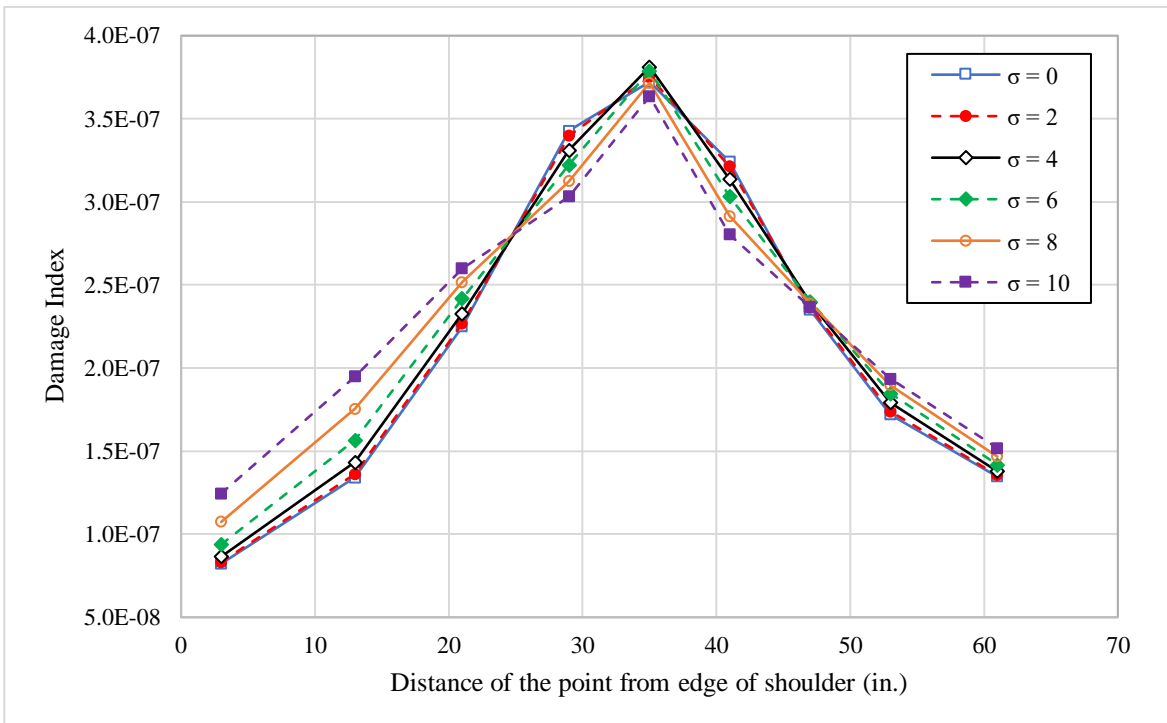 4.0E-07
3.5E-07
3.0E-07
2.5E-07
2.0E-07
1.5E-07
1.0E-07
5.0E-08
Damage Index
σ = 0
σ = 2
σ = 4
σ = 6
σ = 8
σ = 10
0 10 20 30 40 50 60 70
Distance of the point from edge of shoulder (in.)